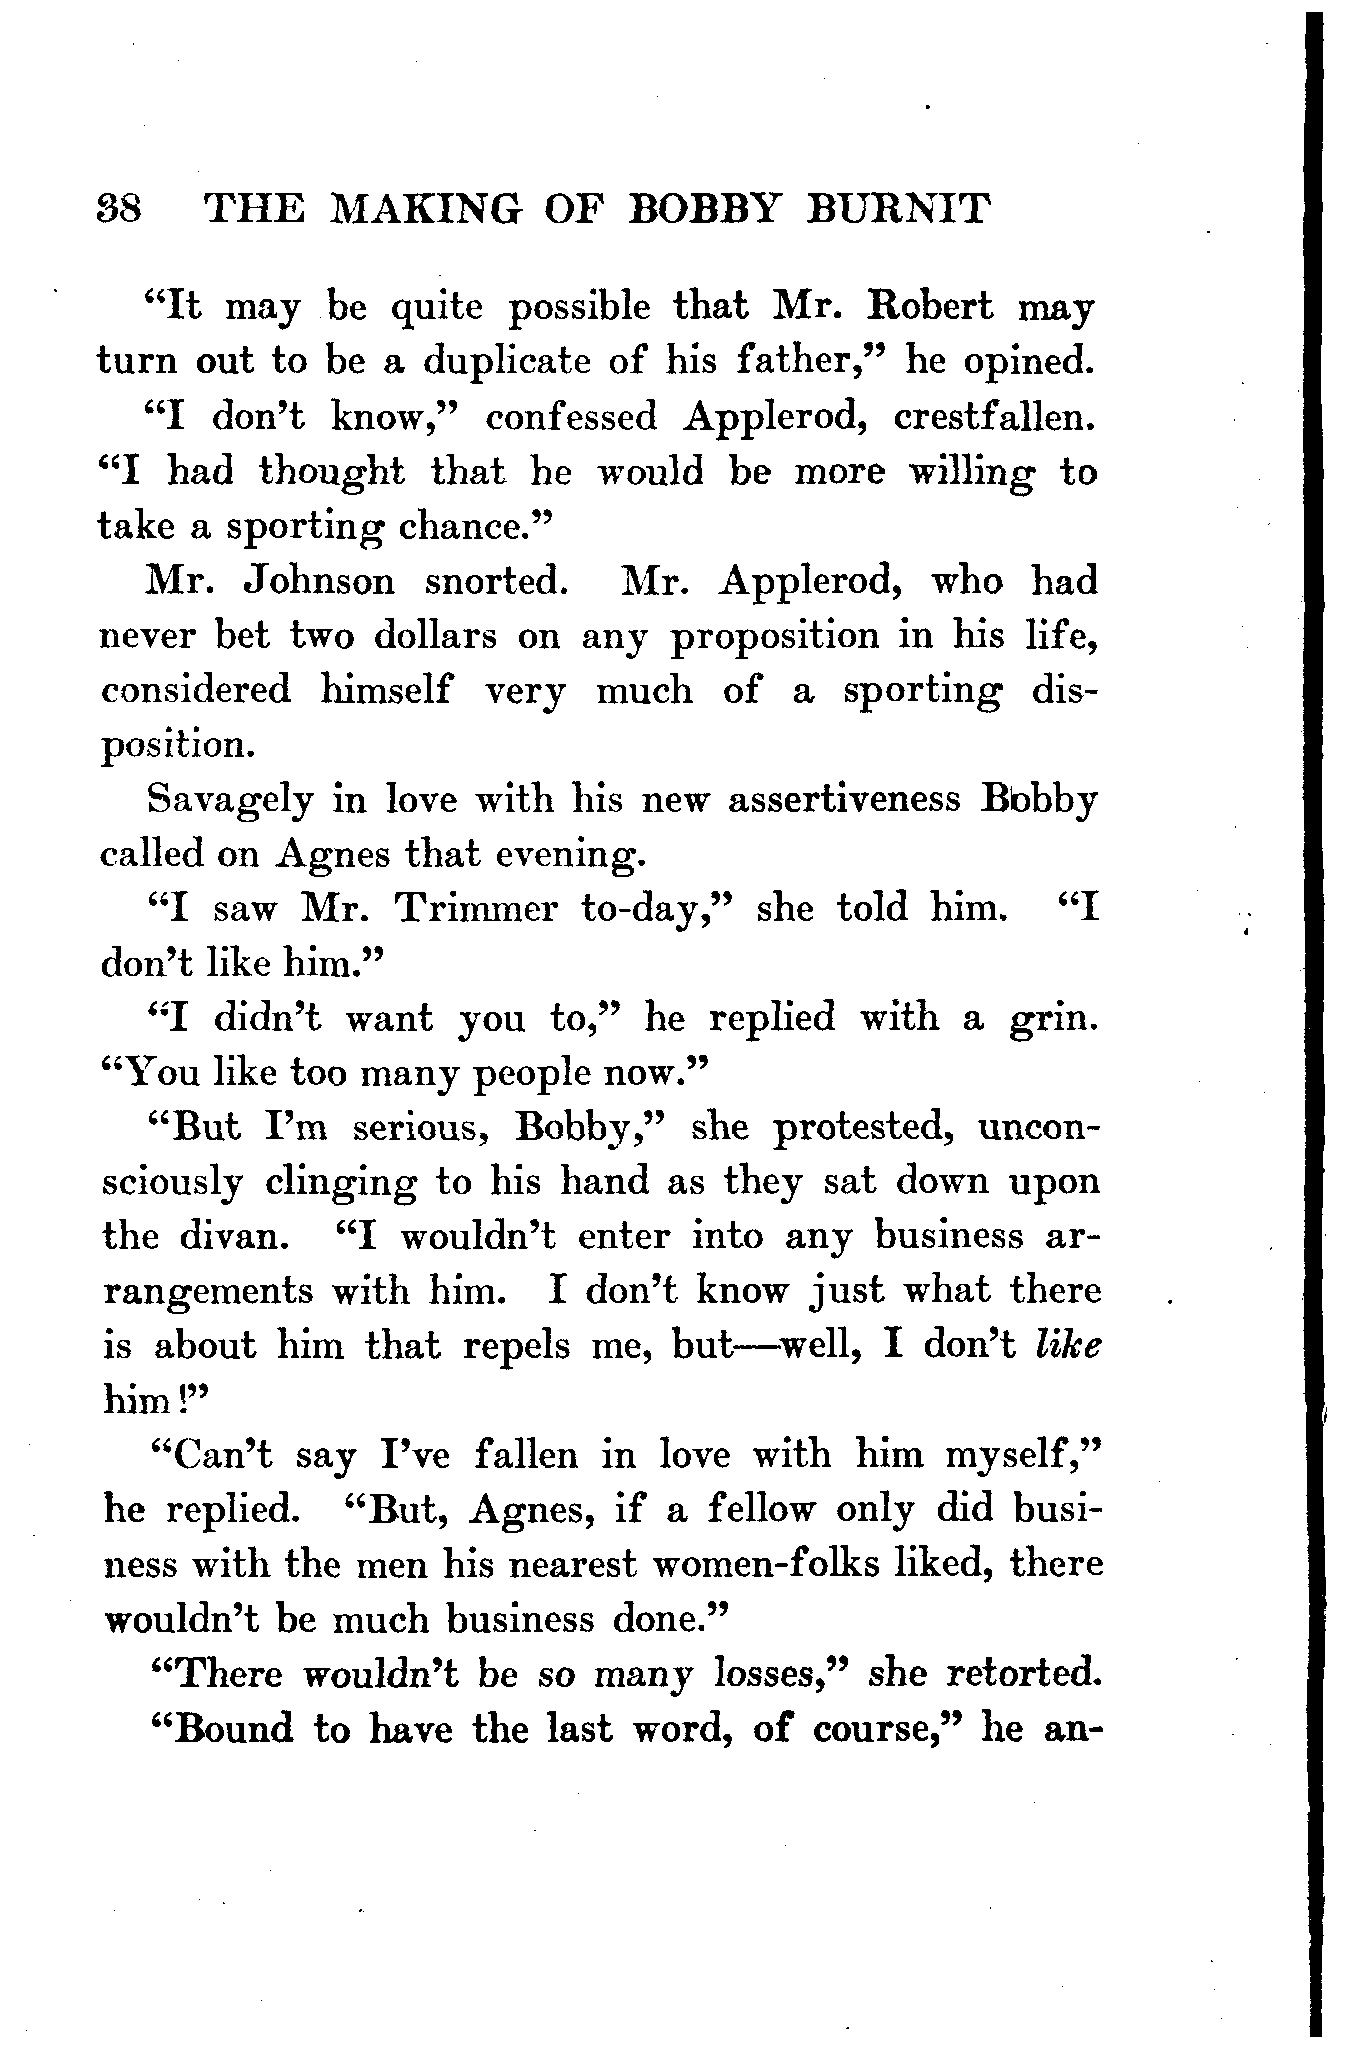 38 THE MAKING OF BOBBY BURNIT
“It may be quite possible that Mr. Robert may
turn out to be a duplicate of his father,” he opined.
“I don’t know,” confessed Applerod, crestfallen.
“I had thought that he would be more willing to
take a sporting chance.”
Mr. Johnson snorted. Mr. Applerod, who had
never bet two dollars on any proposition in his life,
considered himself very much of a sporting dis-
position.
Savagely in love with his new assertiveness Bobby
called on Agnes that evening.
“I saw Mr. Trimmer to-day,” she told him. “I
don’t like him.”
“I didn’t want you to,” he replied with a grin.
“You like too many people now.”
“But I’m serious, Bobby,” she protested, uncon-
sciously clinging to his hand as they sat down upon
the divan. “I wouldn’t enter into any business ar-
rangements with him. I don’t know just what there
is about him that repels me, but—well, I don’t like
him!”
“Can’t say I’ve fallen in love with him myself,”
he replied. “But, Agnes, if a fellow only did busi-
ness with the men his nearest women-folks liked, there
wouldn’t be much business done.”
“There wouldn’t be so many losses,” she retorted.
“Bound to have the last word, of course,” he an-